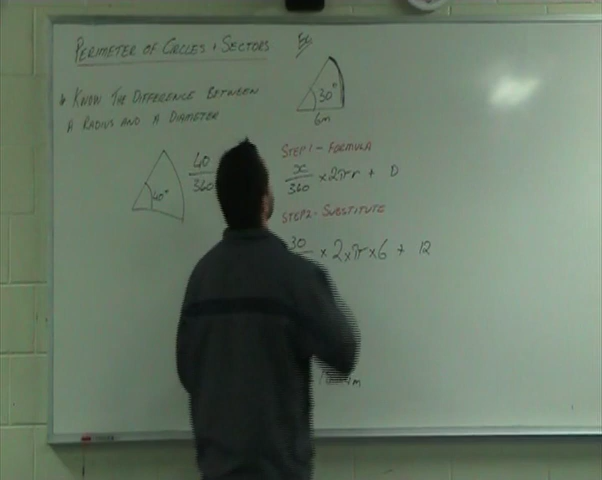 PERIMETER OF CIRCLES + SECTORS
* KNOW THE DIFFERENCE BETWEEN
A RADIUS AND A DIAMETER
40°
40
360
30°
6m
STEP 1 - FORMULA
x
360 × 2πr + D
STEP 2 - SUBSTITUTE
30
× 2 × π × 6 + 12
m